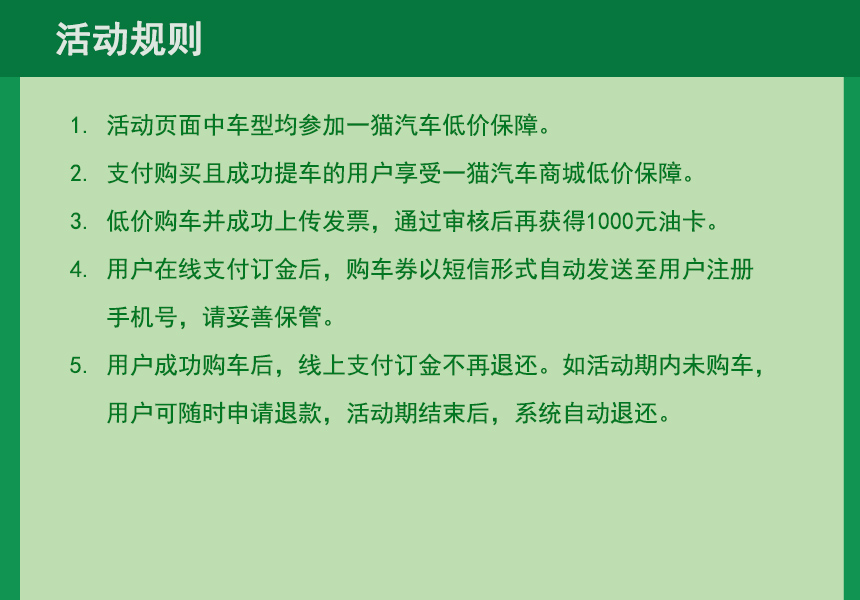 活动规则
1. 活动页面中车型均参加一猫汽车低价保障。
2. 支付购买且成功提车的用户享受一猫汽车商城低价保障。
3. 低价购车并成功上传发票，通过审核后再获得1000元油卡。
4. 用户在线支付订金后，购车券以短信形式自动发送至用户注册
手机号，请妥善保管。
5. 用户成功购车后，线上支付订金不再退还。如活动期内未购车，
用户可随时申请退款，活动期结束后，系统自动退还。